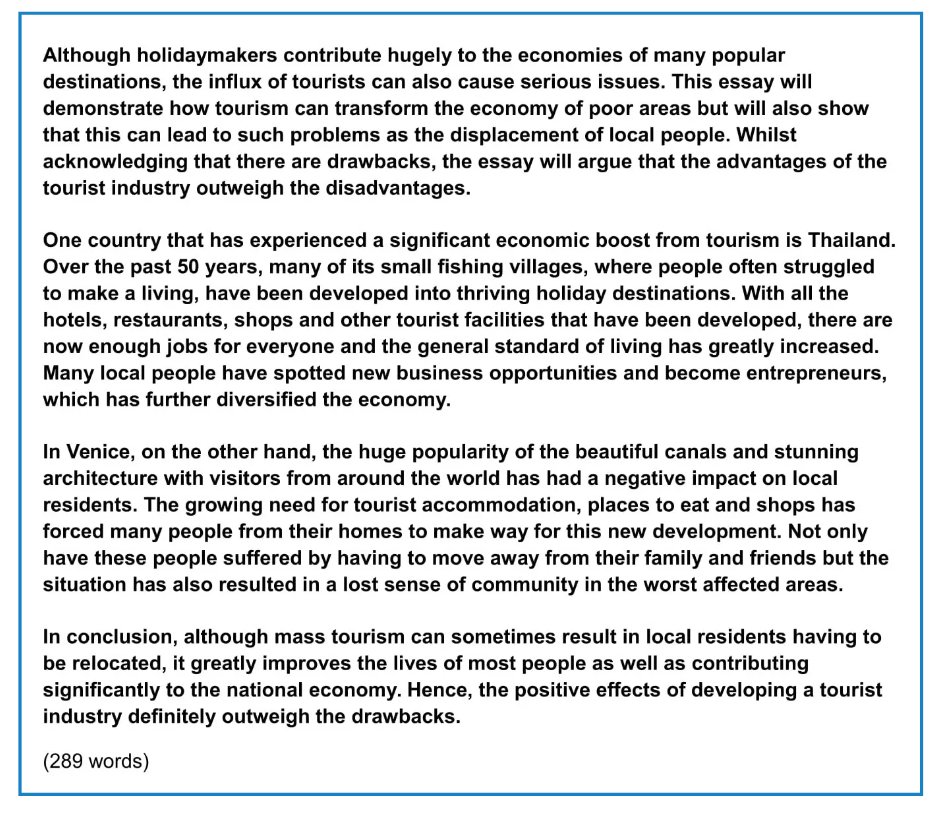 Although holidaymakers contribute hugely to the economies of many popular
destinations, the influx of tourists can also cause serious issues. This essay will
demonstrate how tourism can transform the economy of poor areas but will also show
that this can lead to such problems as the displacement of local people. Whilst
acknowledging that there are drawbacks, the essay will argue that the advantages of the
tourist industry outweigh the disadvantages.
One country that has experienced a significant economic boost from tourism is Thailand.
Over the past 50 years, many of its small fishing villages, where people often struggled
to make a living, have been developed into thriving holiday destinations. With all the
hotels, restaurants, shops and other tourist facilities that have been developed, there are
now enough jobs for everyone and the general standard of living has greatly increased.
Many local people have spotted new business opportunities and become entrepreneurs,
which has further diversified the economy.
In Venice, on the other hand, the huge popularity of the beautiful canals and stunning
architecture with visitors from around the world has had a negative impact on local
residents. The growing need for tourist accommodation, places to eat and shops has
forced many people from their homes to make way for this new development. Not only
have these people suffered by having to move away from their family and friends but the
situation has also resulted in a lost sense of community in the worst affected areas.
In conclusion, although mass tourism can sometimes result in local residents having to
be relocated, it greatly improves the lives of most people as well as contributing
significantly to the national economy. Hence, the positive effects of developing a tourist
industry definitely outweigh the drawbacks.
(289 words)